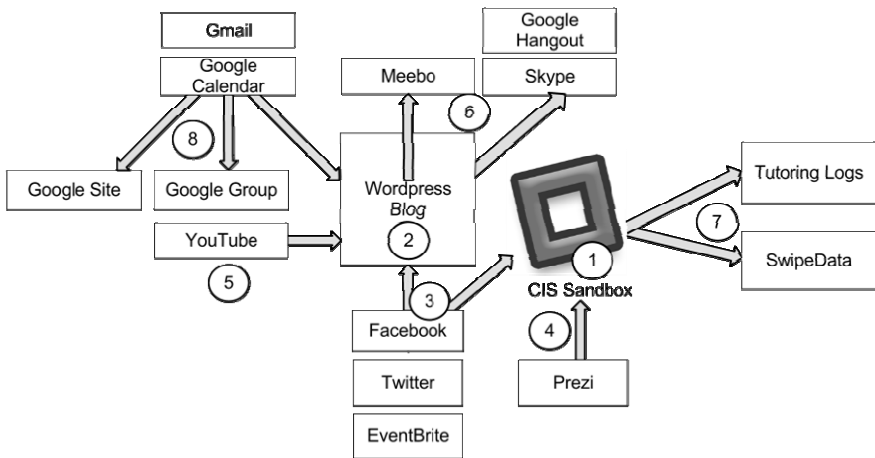 Gmail
Google
Calendar
Google
Hangout
Meebo
Skype
8
6
Google Site
Google Group
Wordpress
Blog
2
Tutoring Logs
7
YouTube
5
1
SwipeData
CIS Sandbox
3
4
Facebook
Twitter
Prezi
EventBrite